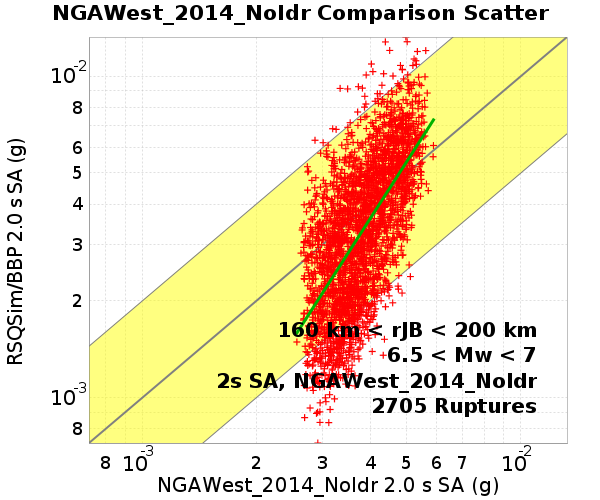 NGAWest_2014_NoIdr Comparison Scatter
RSQSim/BBP 2.0 s SA (g)
10-2
8
6
5
4
3
2
10-3
8
160 km < rJB < 200 km
6.5 < Mw < 7
2s SA, NGAWest_2014_NoIdr
2705 Ruptures
8 10-3 2 3 4 5 6 7 10-2
NGAWest_2014_NoIdr 2.0 s SA (g)